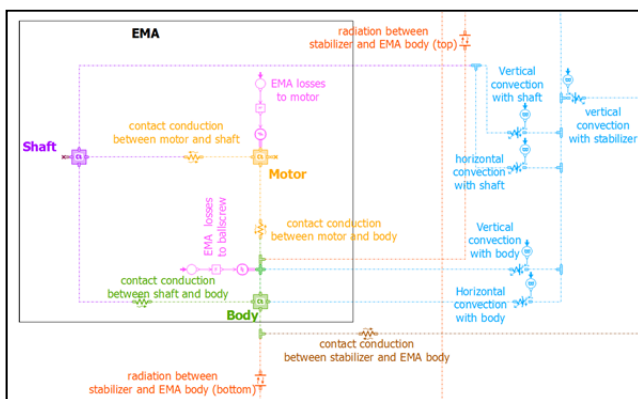 EMA
radiation between
stabilizer and EMA body (top)
EMA losses
to motor
Vertical
convection
with shaft
vertical
convection
with stabilizer
contact conduction
between motor and shaft
Shaft
Motor
horizontal
convection
with shaft
EMA losses
to ballscrew
contact conduction
between motor and body
Vertical
convection
with body
contact conduction
between shaft and body
Body
Horizontal
convection
with body
contact conduction
between stabilizer and EMA body
radiation between
stabilizer and EMA body (bottom)